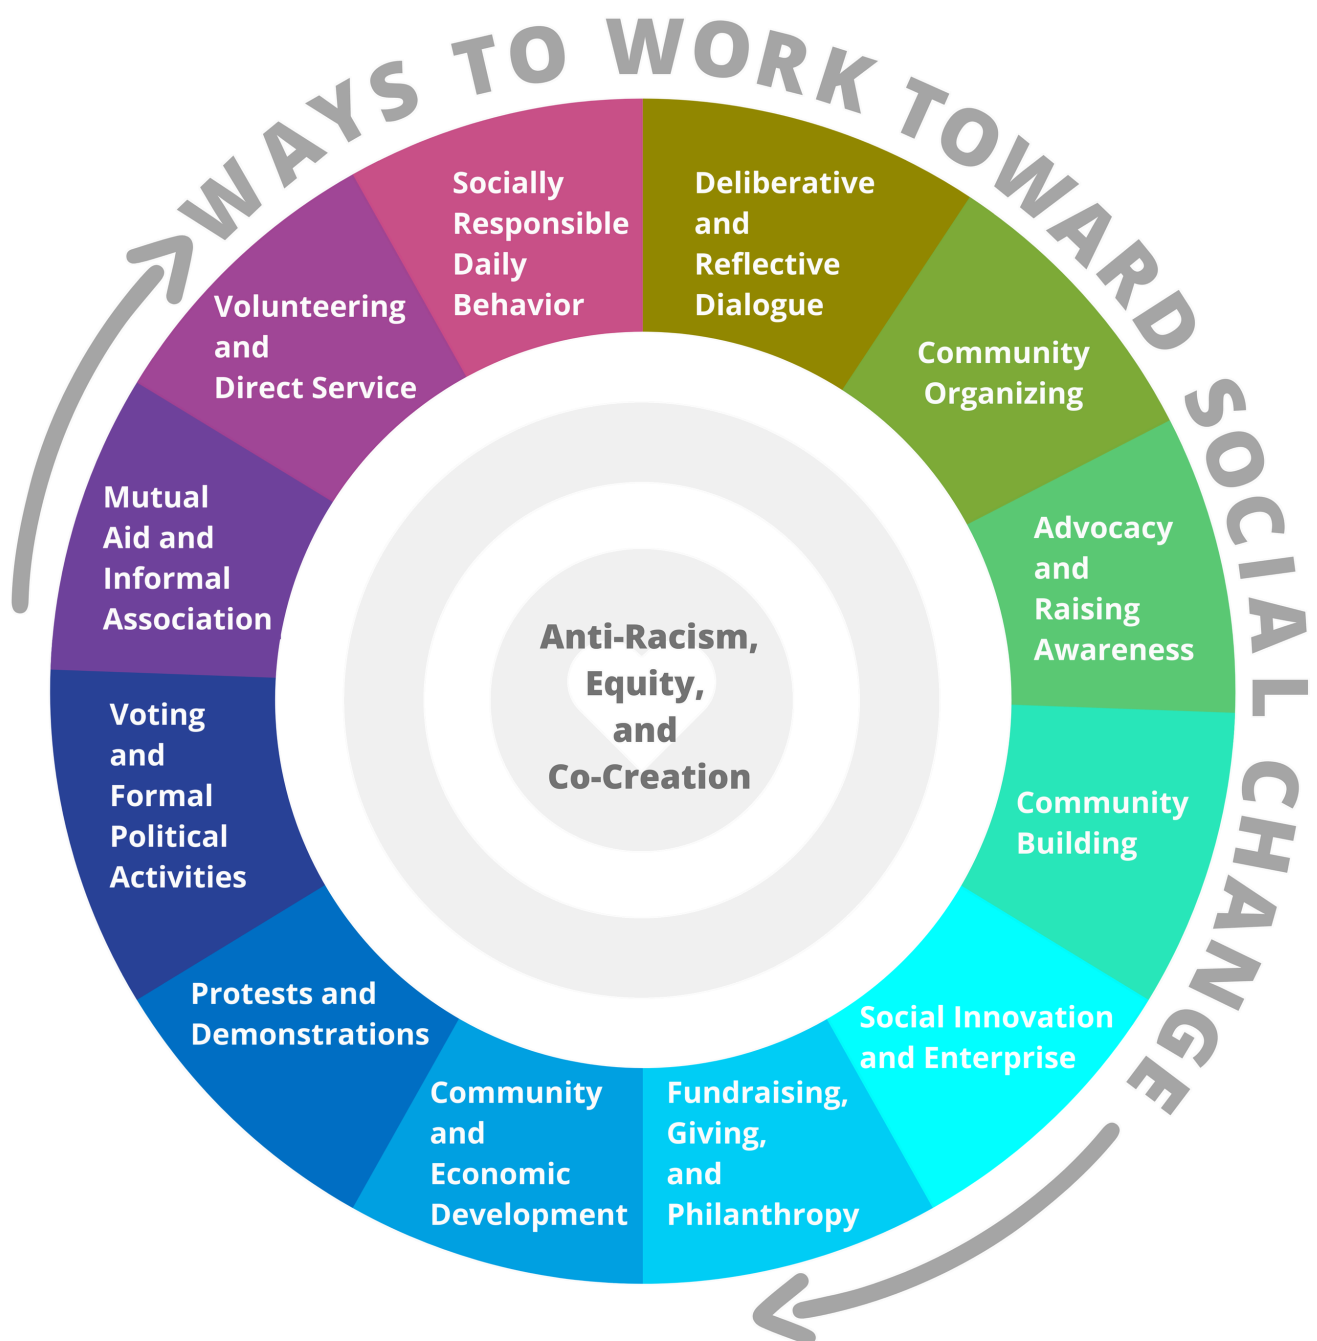 WAYS TO WORK TOWARD SOCIAL CHANGE
Deliberative
and
Reflective
Dialogue
Community
Organizing
Advocacy
and
Raising
Awareness
Community
Building
Social Innovation
and Enterprise
Fundraising,
Giving,
and
Philanthropy
Community
and
Economic
Development
Protests and
Demonstrations
Voting
and
Formal
Political
Activities
Mutual
Aid and
Informal
Association
Volunteering
and
Direct Service
Socially
Responsible
Daily
Behavior
Anti-Racism,
Equity,
and
Co-Creation